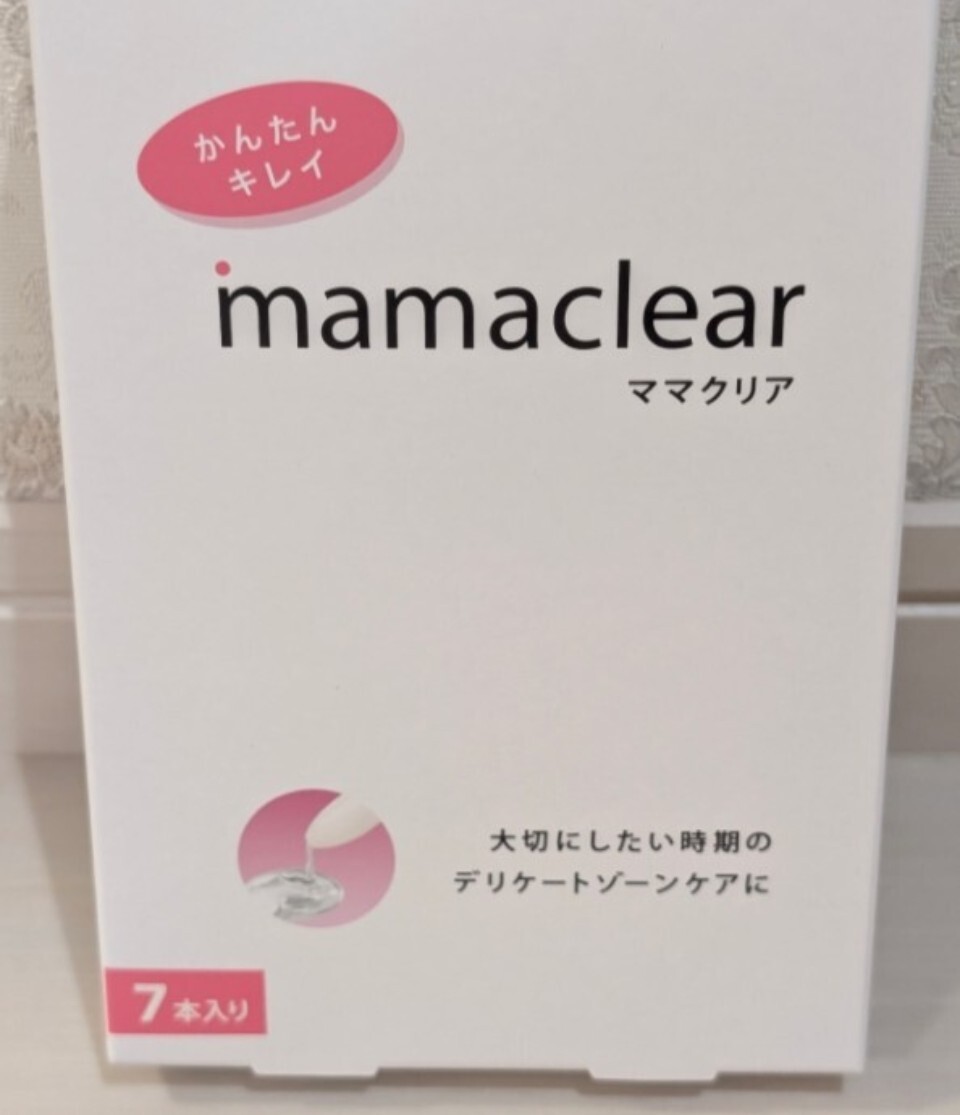 かんたん
キレイ
mamaclear
ママクリア
大切にしたい時期の
デリケートゾーンケアに
7本入り